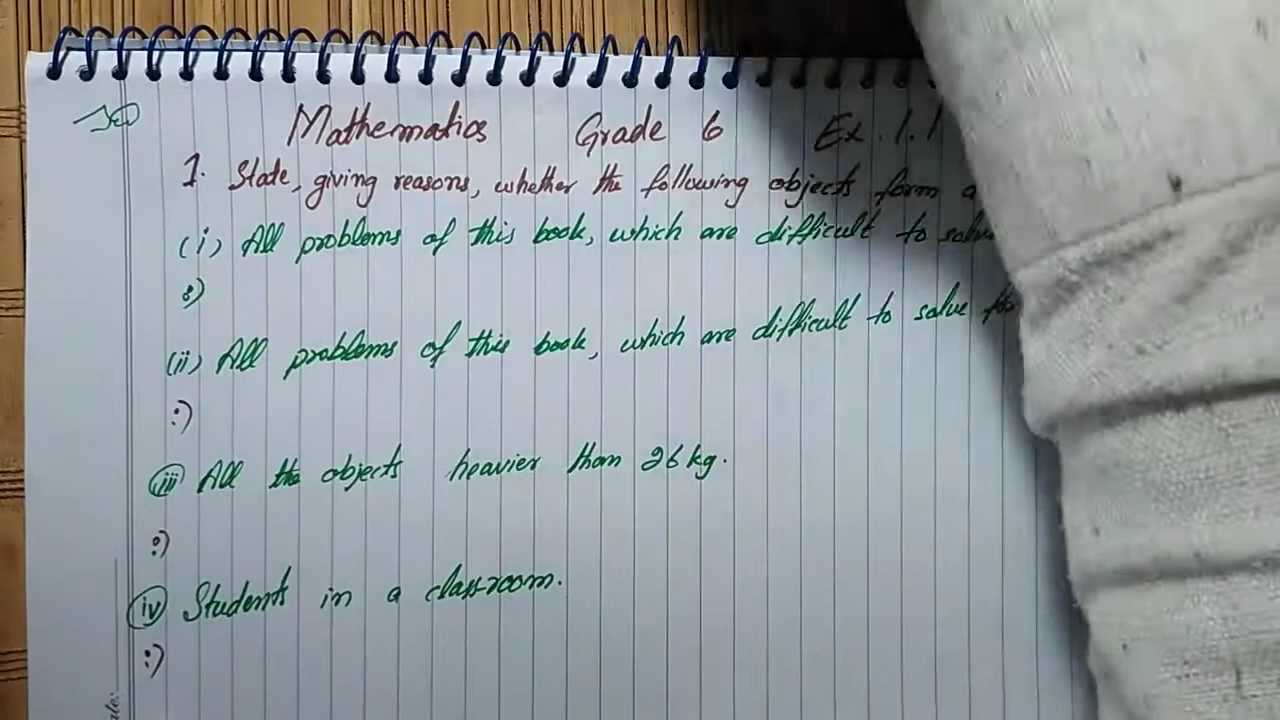 Mathematics Grade 6 Ex. 1.1
1. State, giving reasons, whether the following objects form a
(i) All problems of this book, which are difficult to solve
:)
(ii) All problems of this book, which are difficult to solve for
:)
(iii) All the objects heavier than 26 kg.
:)
(iv) Students in a classroom.
:)